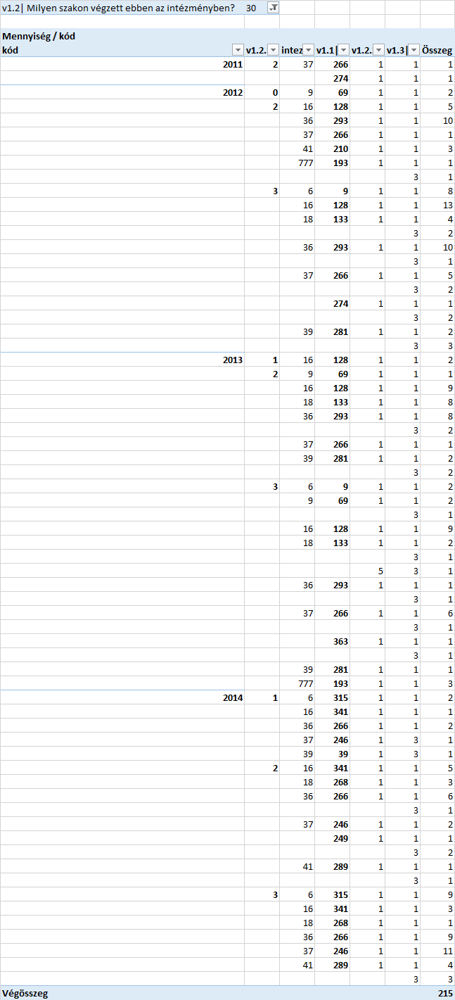 v1.2| Milyen szakon végzett ebben az intézményben? 30
Mennyiség / kód
kód v1.2. intez v1.1| v1.2. v1.3| Összeg
2011 2 37 266 1 1 1
274 1 1 1
2012 0 9 69 1 1 2
2 16 128 1 1 5
36 293 1 1 10
37 266 1 1 1
41 210 1 1 3
777 193 1 1 1
3 1
3 6 9 1 1 8
16 128 1 1 13
18 133 1 1 4
3 2
36 293 1 1 10
3 1
37 266 1 1 5
3 2
274 1 1 1
3 2
39 281 1 1 2
3 3
2013 1 16 128 1 1 2
2 9 69 1 1 1
16 128 1 1 9
18 133 1 1 8
36 293 1 1 8
3 2
37 266 1 1 1
39 281 1 1 2
3 2
3 6 9 1 1 2
9 69 1 1 2
3 1
16 128 1 1 9
18 133 1 1 2
3 1
5 3 1
36 293 1 1 1
3 1
37 266 1 1 6
3 1
363 1 1 1
3 1
39 281 1 1 1
777 193 1 1 3
2014 1 6 315 1 1 2
16 341 1 1 1
36 266 1 1 2
37 246 1 3 1
39 39 1 3 1
2 16 341 1 1 5
18 268 1 1 3
36 266 1 1 6
3 1
37 246 1 1 2
249 1 1 1
3 2
41 289 1 1 1
3 1
3 6 315 1 1 9
16 341 1 1 3
18 268 1 1 1
36 266 1 1 9
37 246 1 1 11
41 289 1 1 4
3 3
Végösszeg 215